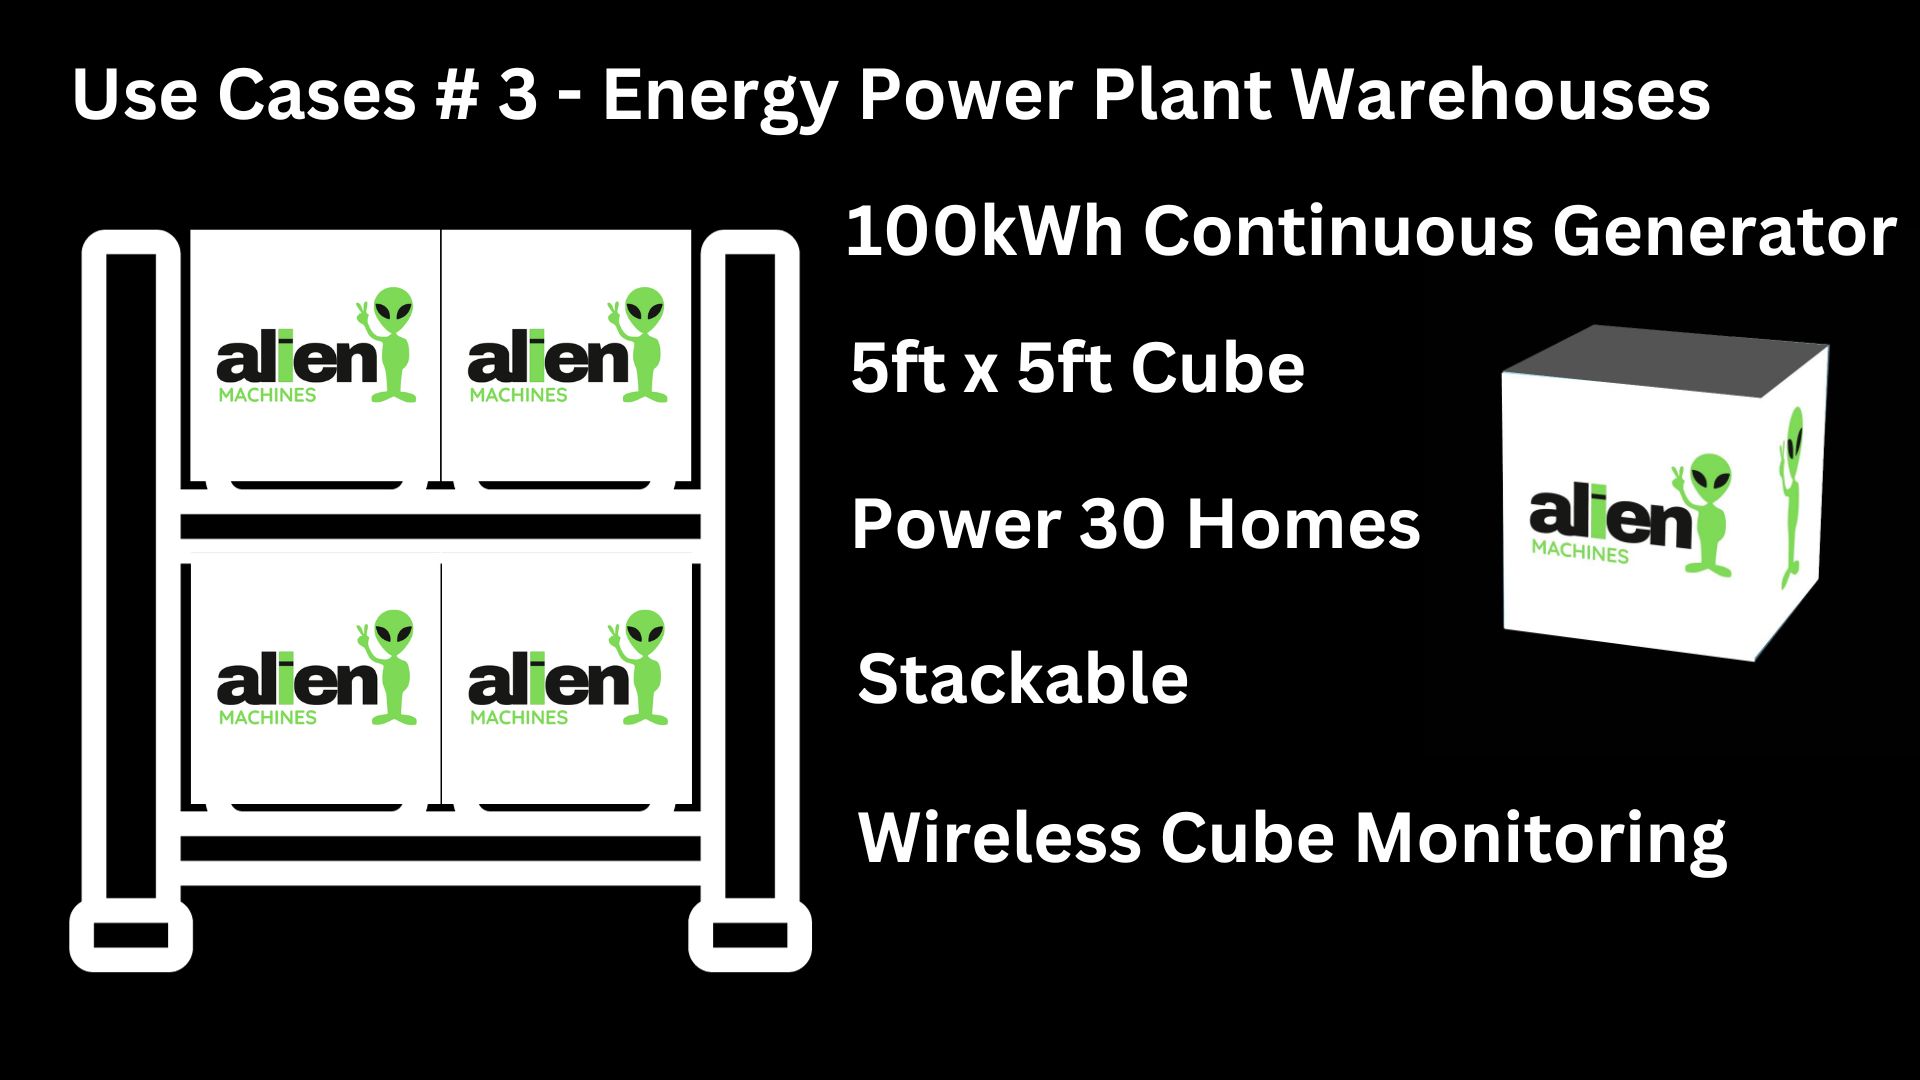 Use Cases # 3 - Energy Power Plant Warehouses
100kWh Continuous Generator
5ft x 5ft Cube
Power 30 Homes
Stackable
Wireless Cube Monitoring
alien
MACHINES
alien
MACHINES
alien
MACHINES
alien
MACHINES
alien
MACHINES